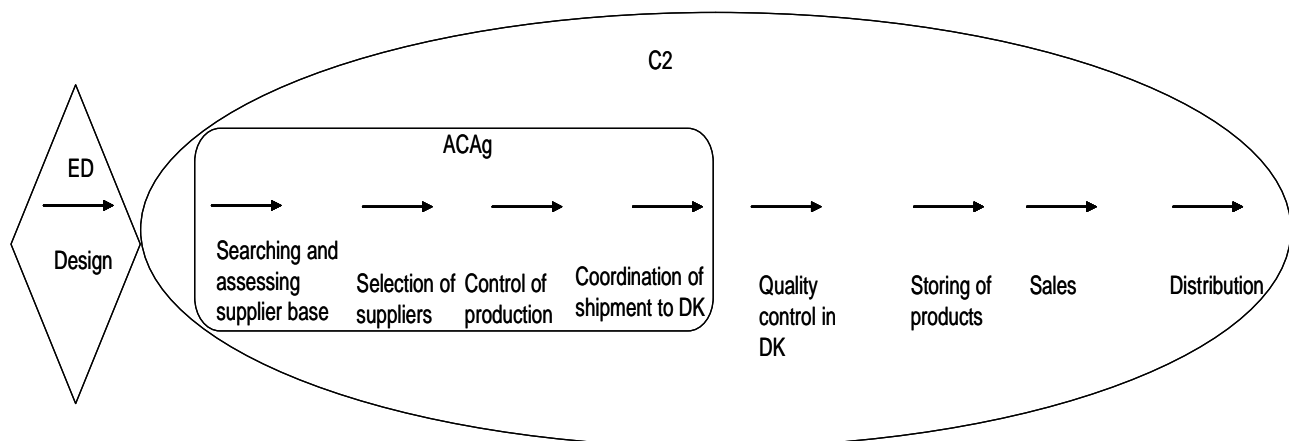 C2
ACAg
ED
Design
Searching and
assessing
supplier base
Selection of
suppliers
Control of
production
Coordination of
shipment to DK
Quality
control in
DK
Storing of
products
Sales
Distribution